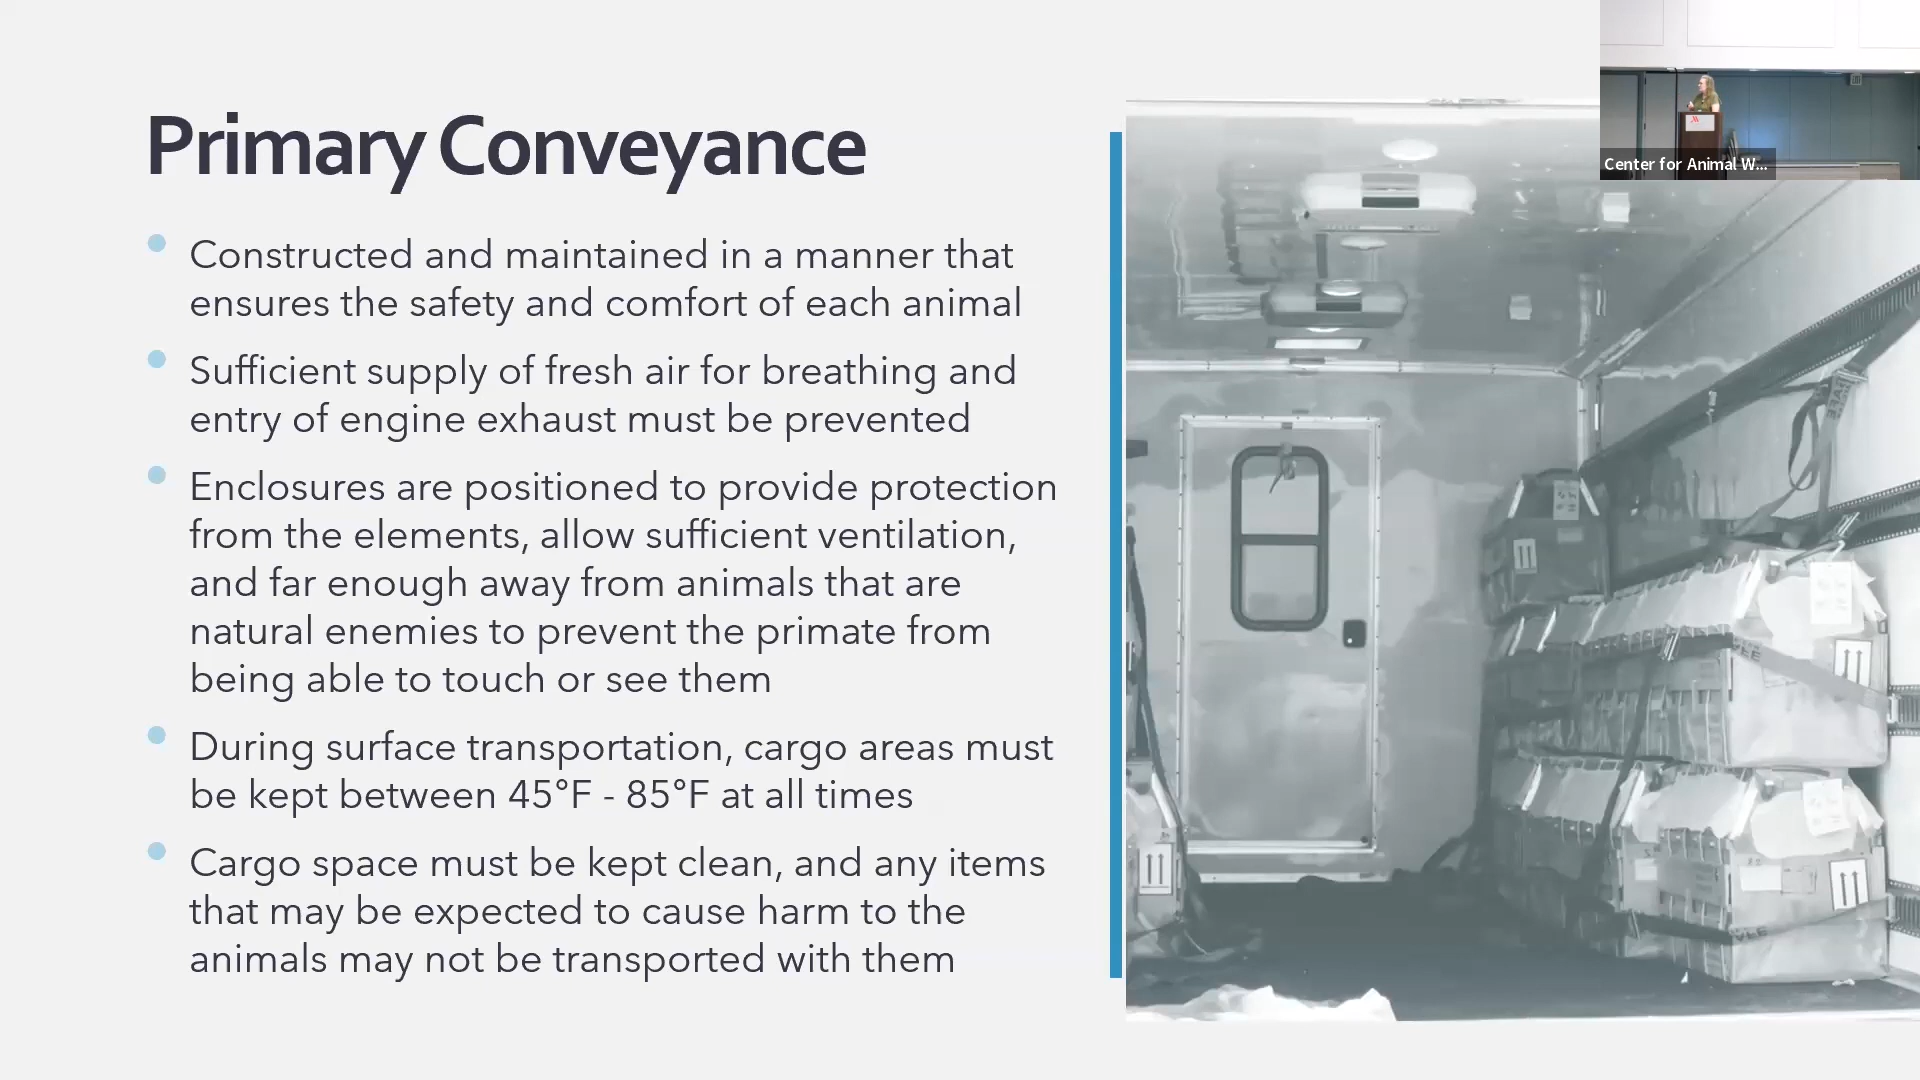 Primary Conveyance
Constructed and maintained in a manner that
ensures the safety and comfort of each animal
Sufficient supply of fresh air for breathing and
entry of engine exhaust must be prevented
Enclosures are positioned to provide protection
from the elements, allow sufficient ventilation,
and far enough away from animals that are
natural enemies to prevent the primate from
being able to touch or see them
During surface transportation, cargo areas must
be kept between 45°F - 85°F at all times
Cargo space must be kept clean, and any items
that may be expected to cause harm to the
animals may not be transported with them
Center for Animal W...